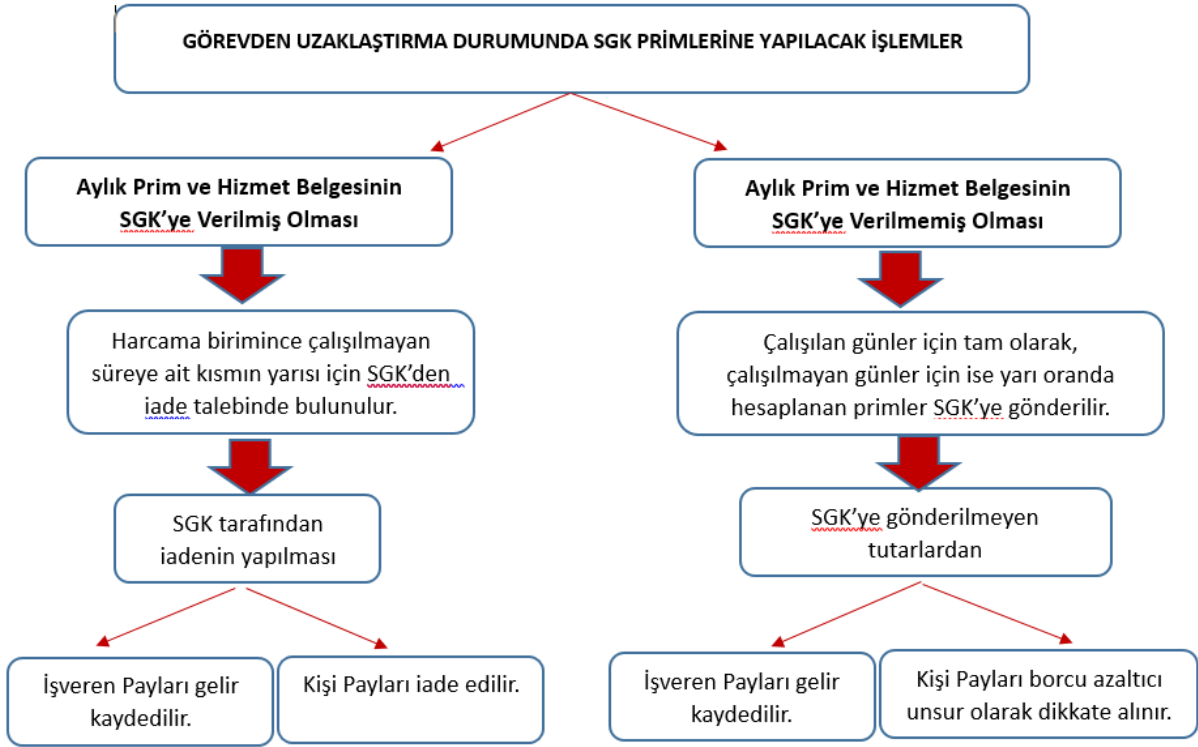 GÖREVDEN UZAKLAŞTIRMA DURUMUNDA SGK PRİMLERİNE YAPILACAK İŞLEMLER
Aylık Prim ve Hizmet Belgesinin
SGK’ye Verilmiş Olması
Harcama birimince çalışılmayan
süreye ait kısmın yarısı için SGK’den
iade talebinde bulunulur.
SGK tarafından
iadenin yapılması
İşveren Payları gelir
kaydedilir.
Kişi Payları iade edilir.
Aylık Prim ve Hizmet Belgesinin
SGK’ye Verilmemiş Olması
Çalışılan günler için tam olarak,
çalışılmayan günler için ise yarı oranda
hesaplanan primler SGK’ye gönderilir.
SGK’ye gönderilmeyen
tutarlardan
İşveren Payları gelir
kaydedilir.
Kişi Payları borcu azaltıcı
unsur olarak dikkate alınır.